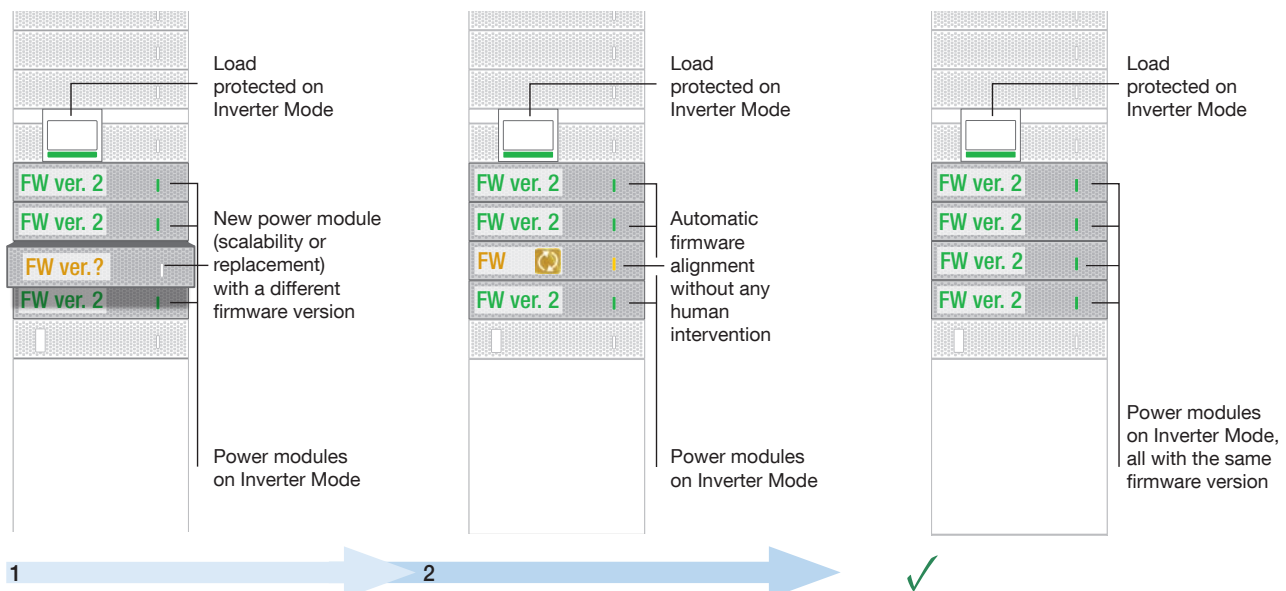 Load
protected on
Inverter Mode
FW ver. 2
FW ver. 2
FW ver.?
FW ver. 2
New power module
(scalability or
replacement)
with a different
firmware version
Power modules
on Inverter Mode
Load
protected on
Inverter Mode
FW ver. 2
FW ver. 2
FW
FW ver. 2
Automatic
firmware
alignment
without any
human
intervention
Power modules
on Inverter Mode
Load
protected on
Inverter Mode
FW ver. 2
FW ver. 2
FW ver. 2
FW ver. 2
Power modules
on Inverter Mode,
all with the same
firmware version
1
2